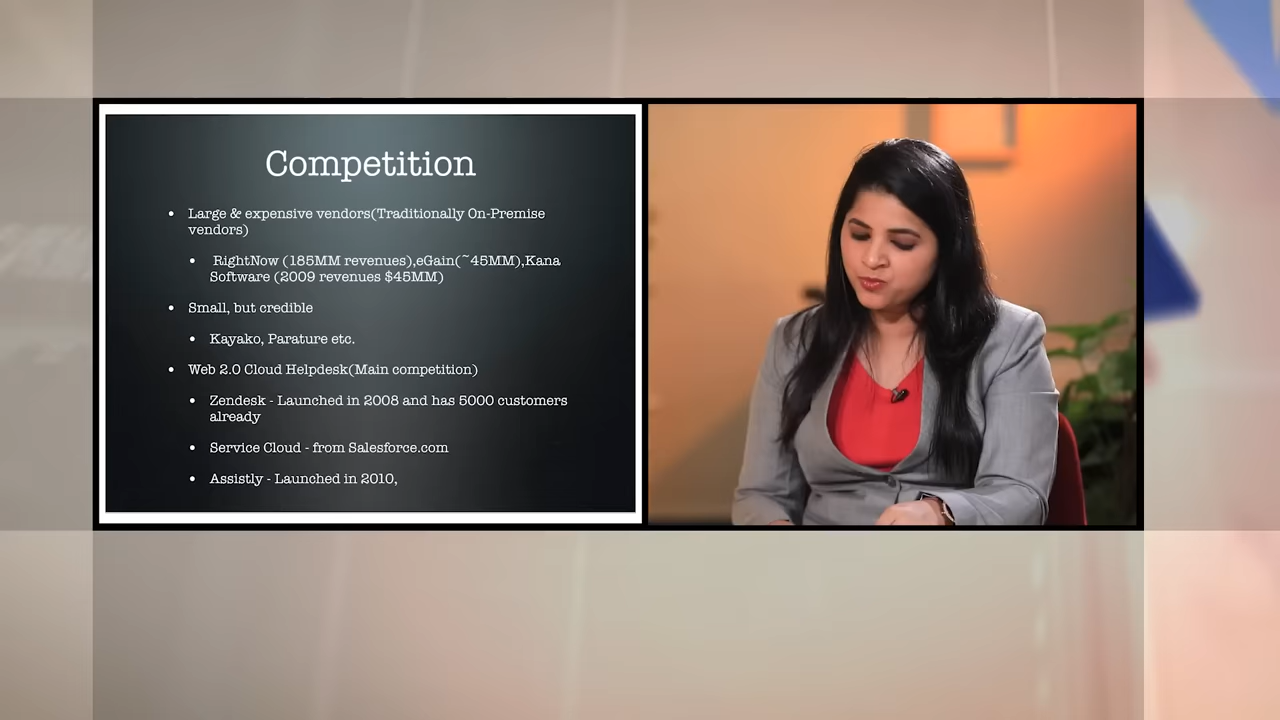 Competition
Large & expensive vendors(Traditionally On-Premise
vendors)
RightNow (185MM revenues),eGain(~45MM),Kana
Software (2009 revenues $45MM)
Small, but credible
Kayako, Parature etc.
Web 2.0 Cloud Helpdesk(Main competition)
Zendesk - Launched in 2008 and has 5000 customers
already
Service Cloud - from Salesforce.com
Assistly - Launched in 2010,